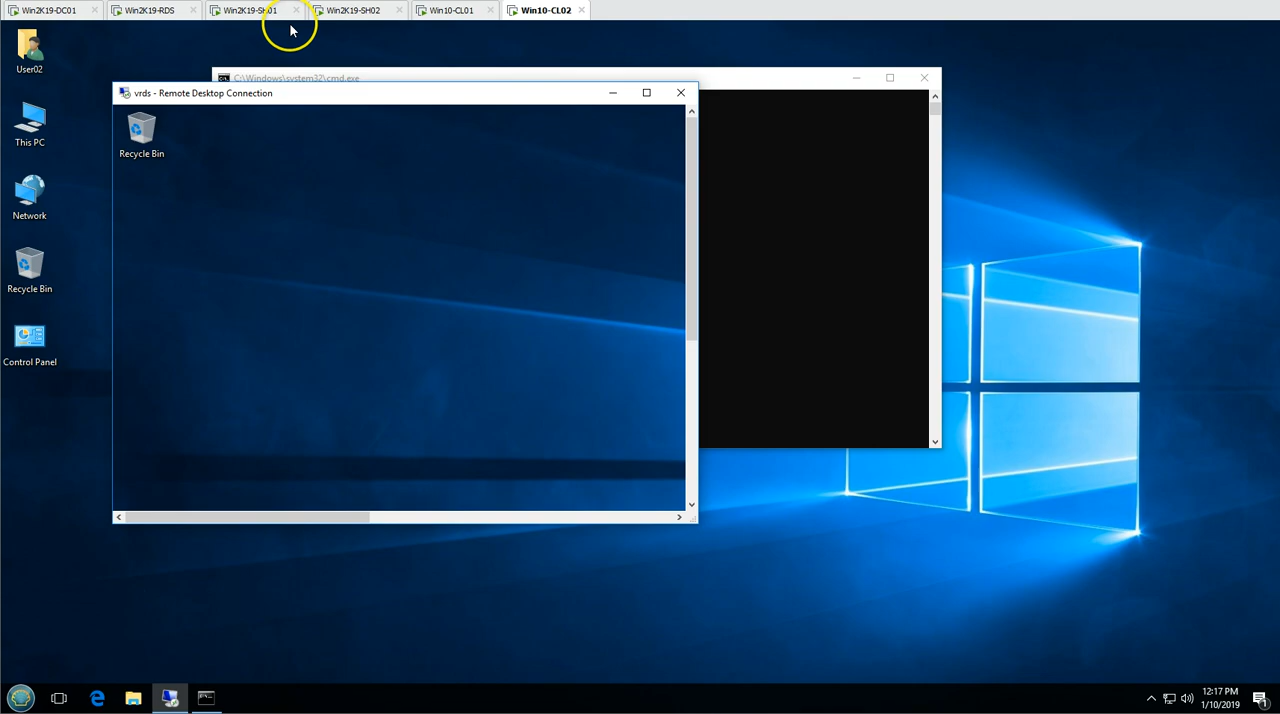 Win2K19-DC01
Win2K19-RDS
Win2K19-SH01
Win2K19-SH02
Win10-CL01
Win10-CL02
User02
C:\Windows\system32\cmd.exe
vrds - Remote Desktop Connection
Recycle Bin
This PC
Network
Recycle Bin
Control Panel
12:17 PM
1/10/2019
1